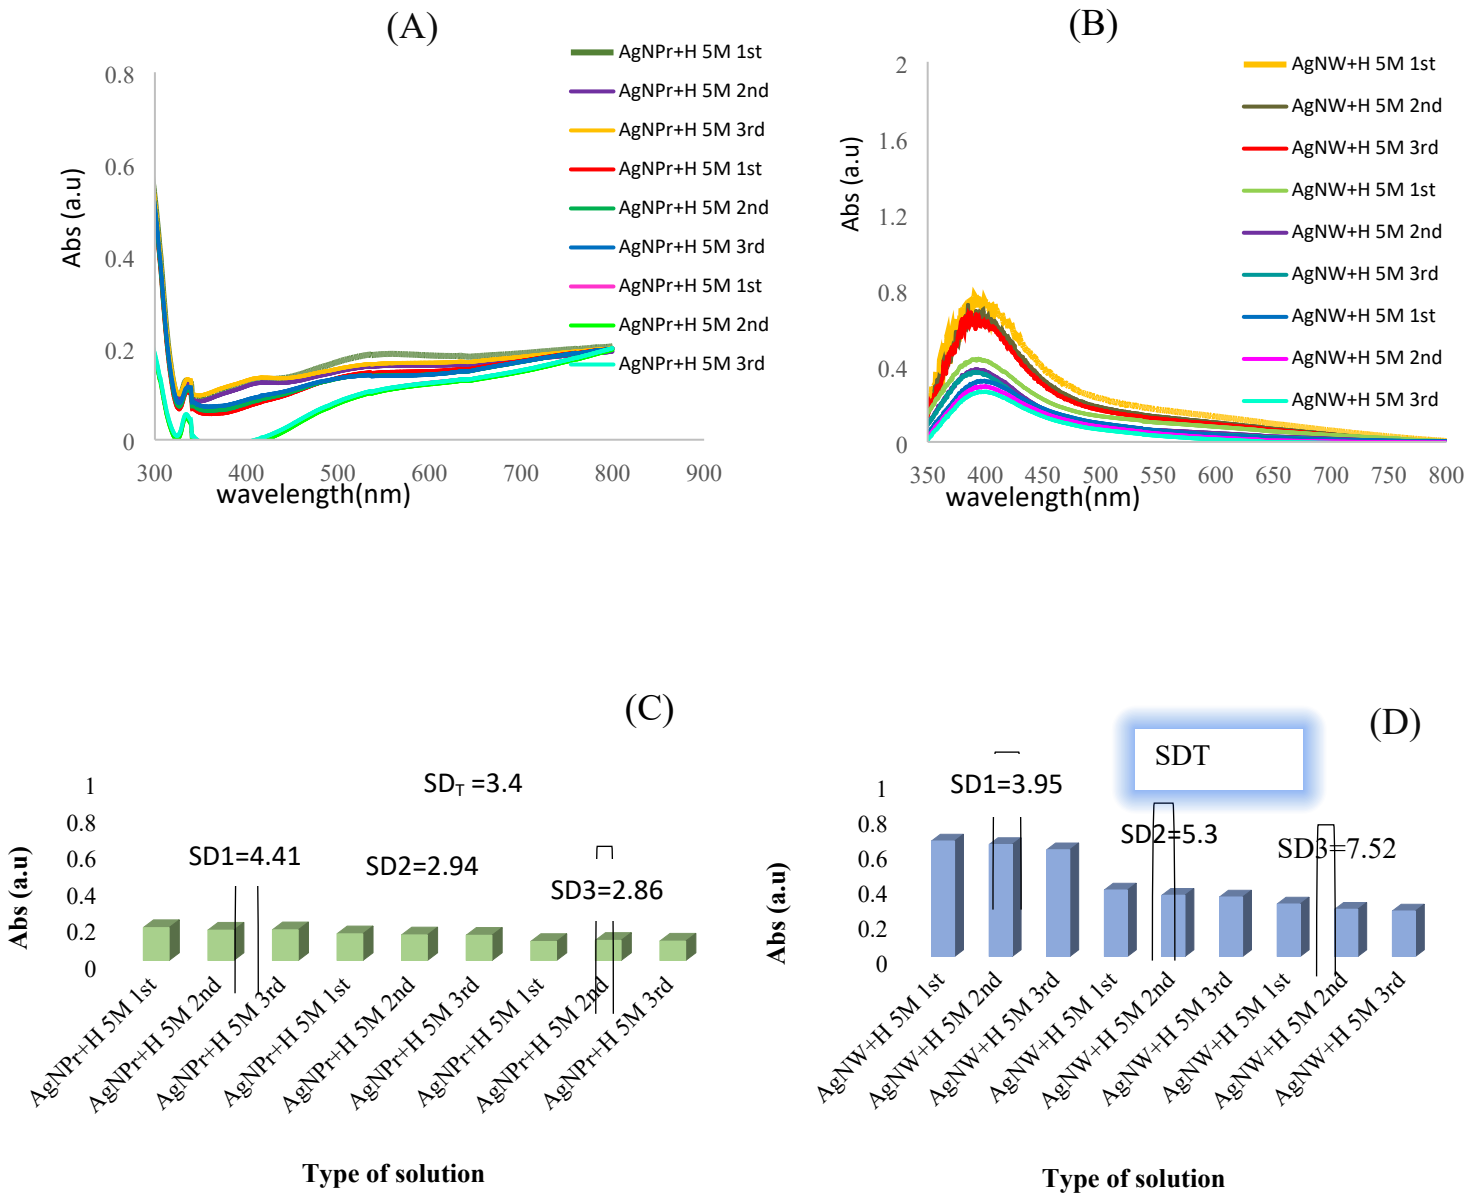 (A)
AgNPr+H 5M 1st
AgNPr+H 5M 2nd
AgNPr+H 5M 3rd
AgNPr+H 5M 1st
AgNPr+H 5M 2nd
AgNPr+H 5M 3rd
AgNPr+H 5M 1st
AgNPr+H 5M 2nd
AgNPr+H 5M 3rd
Abs (a.u)
0.8
0.6
0.4
0.2
0
300 400 500 600 700 800 900
wavelength(nm)
(B)
AgNW+H 5M 1st
AgNW+H 5M 2nd
AgNW+H 5M 3rd
AgNW+H 5M 1st
AgNW+H 5M 2nd
AgNW+H 5M 3rd
AgNW+H 5M 1st
AgNW+H 5M 2nd
AgNW+H 5M 3rd
Abs (a.u)
2
1.6
1.2
0.8
0.4
0
350 400 450 500 550 600 650 700 750 800
wavelength(nm)
(C)
SDT =3.4
SD1=4.41
SD2=2.94
SD3=2.86
Abs (a.u)
1
0.8
0.6
0.4
0.2
0
AgNPr+H 5M 1st
AgNPr+H 5M 2nd
AgNPr+H 5M 3rd
AgNPr+H 5M 1st
AgNPr+H 5M 2nd
AgNPr+H 5M 3rd
AgNPr+H 5M 1st
AgNPr+H 5M 2nd
AgNPr+H 5M 3rd
Type of solution
(D)
SDT
SD1=3.95
SD2=5.3
SD3=7.52
Abs (a.u)
1
0.8
0.6
0.4
0.2
0
AgNW+H 5M 1st
AgNW+H 5M 2nd
AgNW+H 5M 3rd
AgNW+H 5M 1st
AgNW+H 5M 2nd
AgNW+H 5M 3rd
AgNW+H 5M 1st
AgNW+H 5M 2nd
AgNW+H 5M 3rd
Type of solution